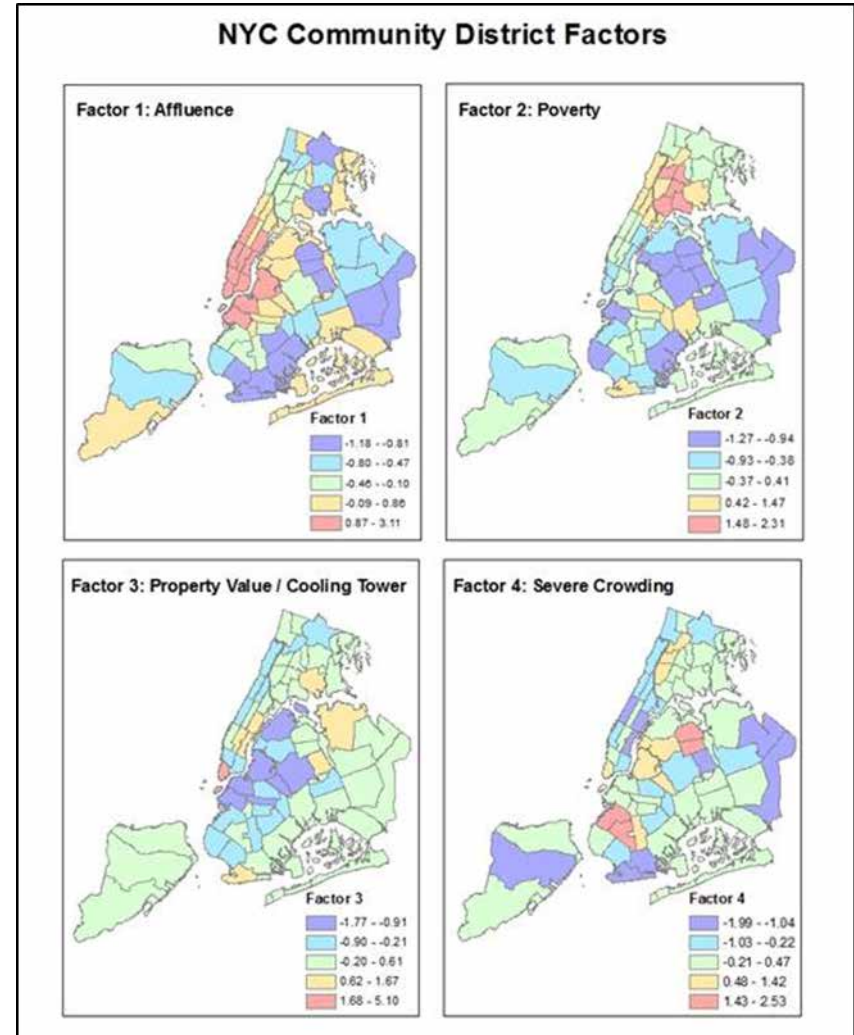 NYC Community District Factors
Factor 1: Affluence
Factor 1
-1.18 - -0.81
-0.80 - -0.47
-0.46 - -0.10
-0.09 - 0.86
0.87 - 3.11
Factor 2: Poverty
Factor 2
-1.27 - -0.94
-0.93 - -0.38
-0.37 - 0.41
0.42 - 1.47
1.48 - 2.31
Factor 3: Property Value / Cooling Tower
Factor 3
-1.77 - -0.91
-0.90 - -0.21
-0.20 - 0.61
0.62 - 1.67
1.68 - 5.10
Factor 4: Severe Crowding
Factor 4
-1.99 - -1.04
-1.03 - -0.22
-0.21 - 0.47
0.48 - 1.42
1.43 - 2.53